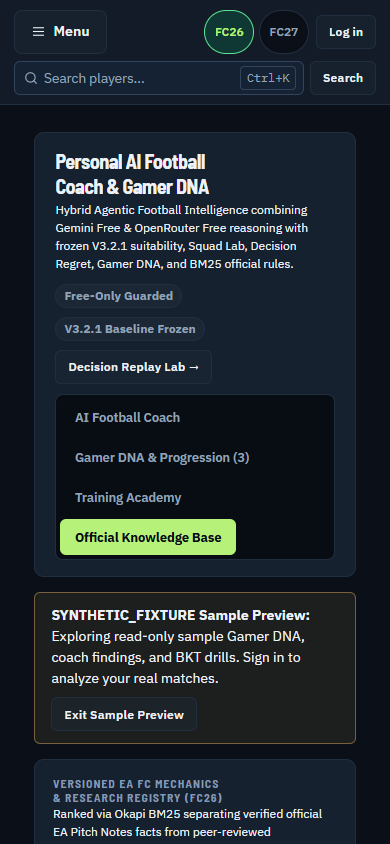 Menu
FC26
FC27
Log in
Search players...
Ctrl+K
Search
Personal AI Football
Coach & Gamer DNA
Hybrid Agentic Football Intelligence combining
Gemini Free & OpenRouter Free reasoning with
frozen V3.2.1 suitability, Squad Lab, Decision
Regret, Gamer DNA, and BM25 official rules.
Free-Only Guarded
V3.2.1 Baseline Frozen
Decision Replay Lab →
AI Football Coach
Gamer DNA & Progression (3)
Training Academy
Official Knowledge Base
SYNTHETIC_FIXTURE Sample Preview:
Exploring read-only sample Gamer DNA,
coach findings, and BKT drills. Sign in to
analyze your real matches.
Exit Sample Preview
VERSIONED EA FC MECHANICS
& RESEARCH REGISTRY (FC26)
Ranked via Okapi BM25 separating verified official
EA Pitch Notes facts from peer-reviewed